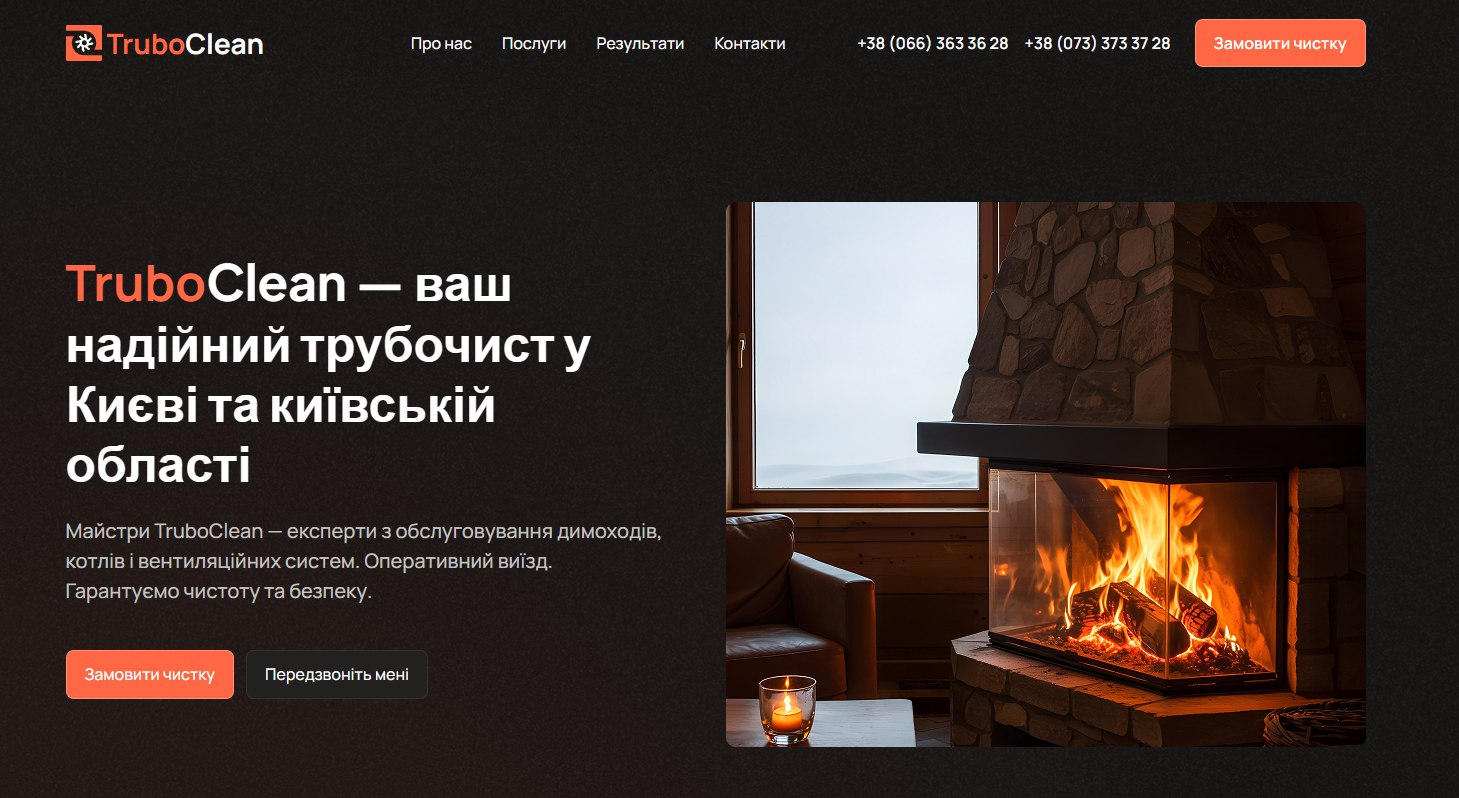 TruboClean
Про нас
Послуги
Результати
Контакти
+38 (066) 363 36 28
+38 (073) 373 37 28
Замовити чистку
TruboClean — ваш
надійний трубочист у
Києві та київській
області
Майстри TruboClean — експерти з обслуговування димоходів,
котлів і вентиляційних систем. Оперативний виїзд.
Гарантуємо чистоту та безпеку.
Замовити чистку
Передзвоніть мені